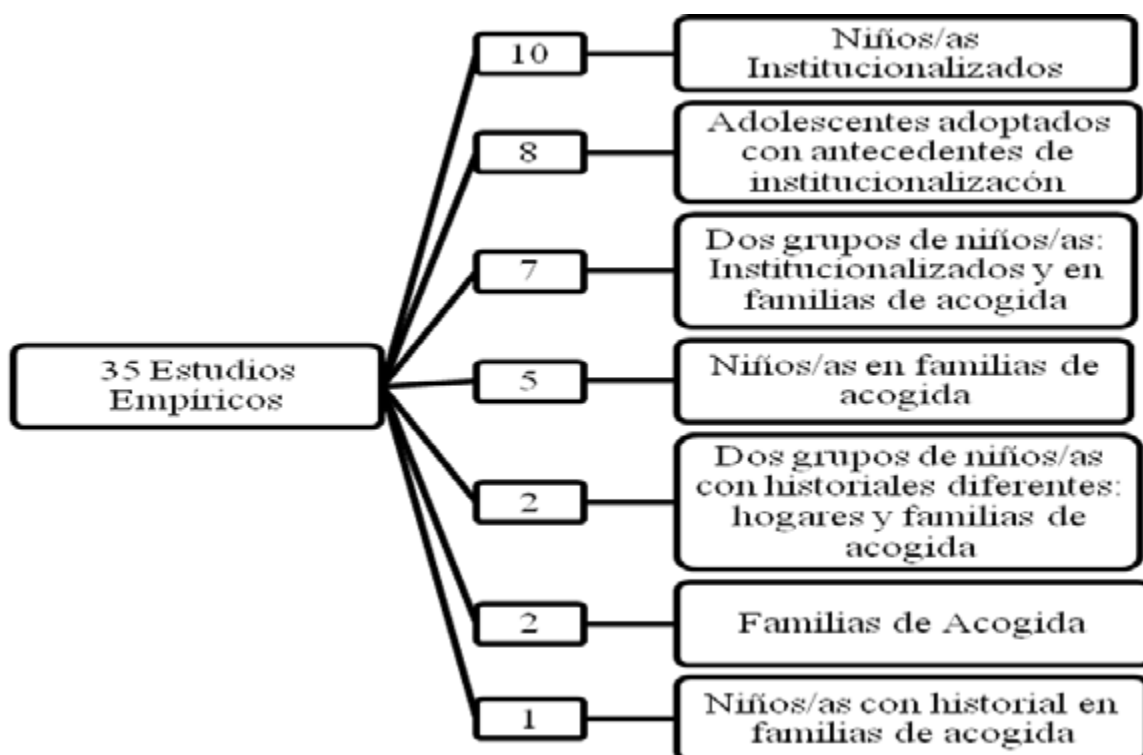 10
Niños/as
Institucionalizados
8
Adolescentes adoptados
con antecedentes de
institucionalizacón
7
Dos grupos de niños/as:
Institucionalizados y en
familias de acogida
35 Estudios
Empíricos
5
Niños/as en familias de
acogida
2
Dos grupos de niños/as
con historiales diferentes:
hogares y familias de
acogida
2
Familias de Acogida
1
Niños/as con historial en
familias de acogida